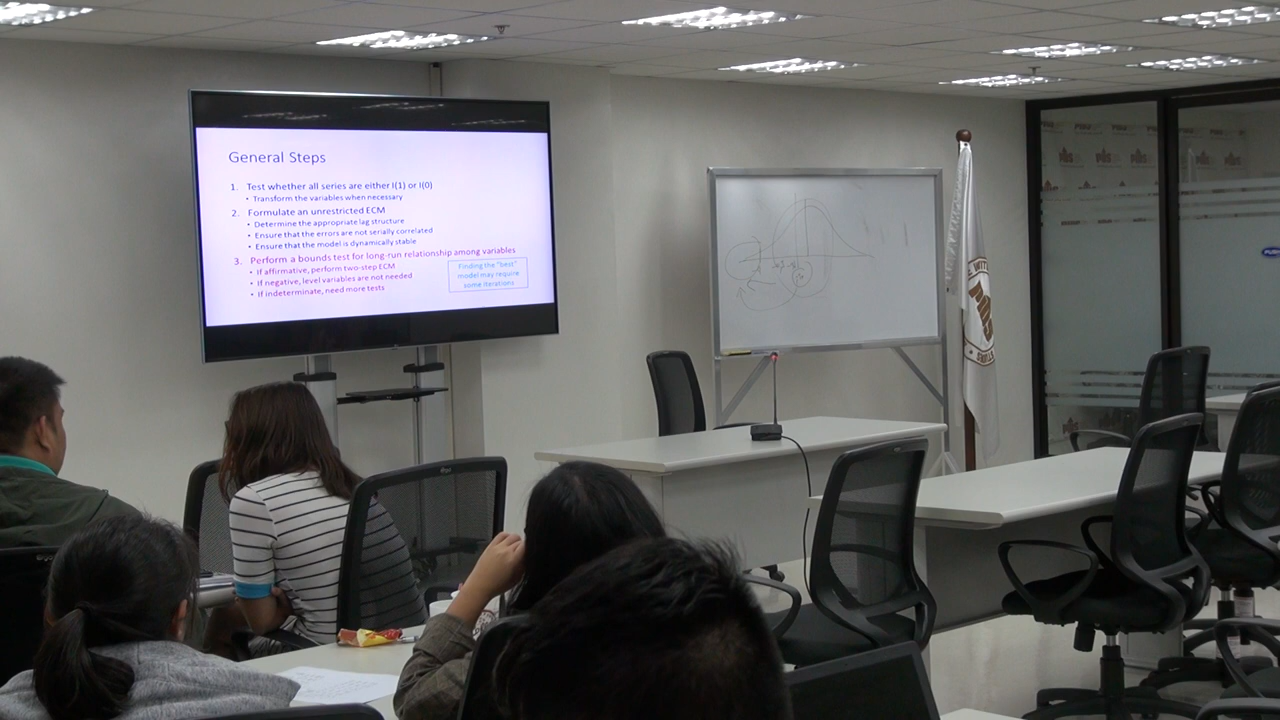 General Steps
1. Test whether all series are either I(1) or I(0)
• Transform the variables when necessary
2. Formulate an unrestricted ECM
• Determine the appropriate lag structure
• Ensure that the errors are not serially correlated
• Ensure that the model is dynamically stable
3. Perform a bounds test for long-run relationship among variables
• If affirmative, perform two-step ECM
• If negative, level variables are not needed
• If indeterminate, need more tests
Finding the "best"
model may require
some iterations
PUSH